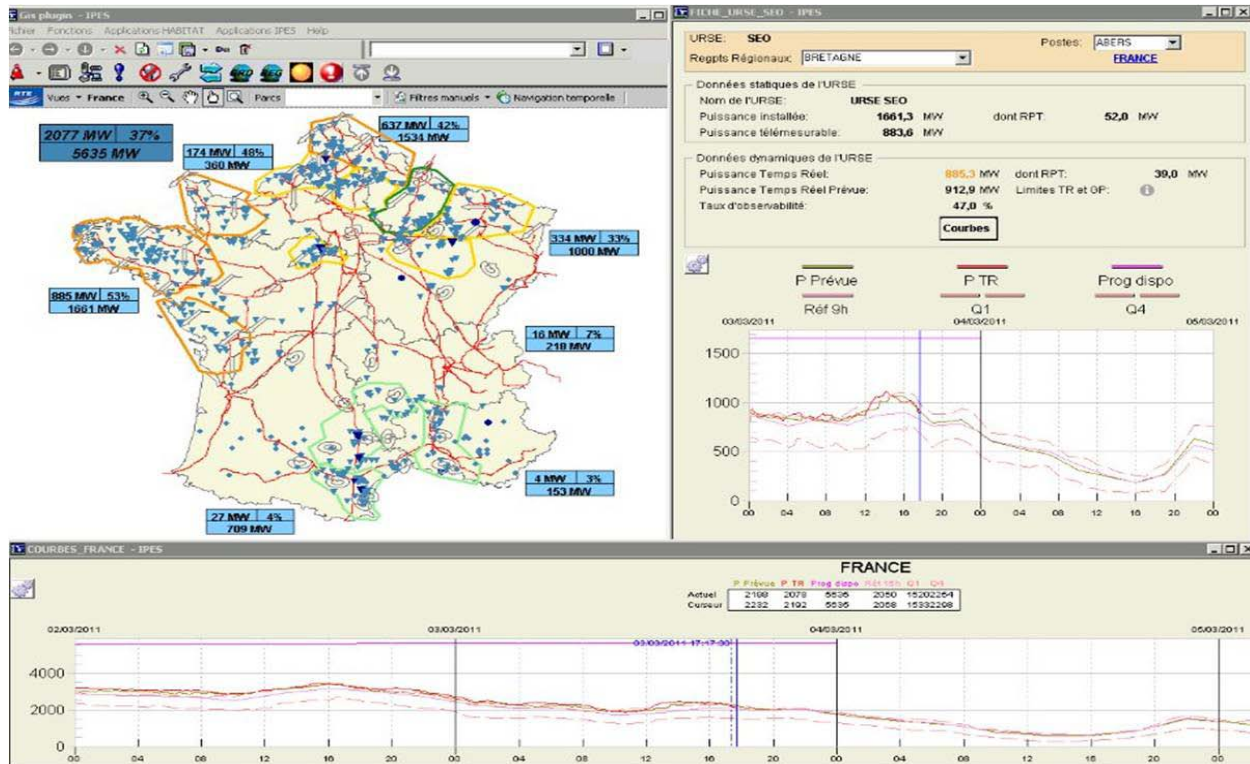 Gis plugin - IPES
Fichier Fonctions Applications HABITAT Applications IPES Help
RTE Vues France Parcs Filtres manuels Navigation temporelle
2077 MW 37%
5635 MW
637 MW 42%
1534 MW
174 MW 48%
360 MW
334 MW 33%
1000 MW
885 MW 53%
1661 MW
16 MW 7%
218 MW
4 MW 3%
153 MW
27 MW 4%
709 MW
FICHE_URSE_SEO - IPES
URSE: SEO Postes: ABERS
Regpts Régionaux: BRETAGNE FRANCE
Données statiques de l'URSE
Nom de l'URSE: URSE SEO
Puissance installée: 1661,3 MW dont RPT: 52,0 MW
Puissance télémesurable: 883,6 MW
Données dynamiques de l'URSE
Puissance Temps Réel: 885,3 MW dont RPT: 39,0 MW
Puissance Temps Réel Prévue: 912,9 MW Limites TR et GP:
Taux d'observabilité: 47,0 %
Courbes
P Prévue P TR Prog dispo
Réf 9h Q1 Q4
03/03/2011 04/03/2011 05/03/2011
1500
1000
500
0
00 04 08 12 16 20 00 04 08 12 16 20 00
COURBES_FRANCE - IPES
FRANCE
P Prévue P TR Prog dispo Réf 15h Q1 Q4
Actuel 2198 2078 5635 2050 15202264
Curseur 2232 2192 5635 2058 15332298
02/03/2011 03/03/2011 04/03/2011 05/03/2011
03/03/2011 17:17:30
4000
2000
0
00 04 08 12 16 20 00 04 08 12 16 20 00 04 08 12 16 20 00